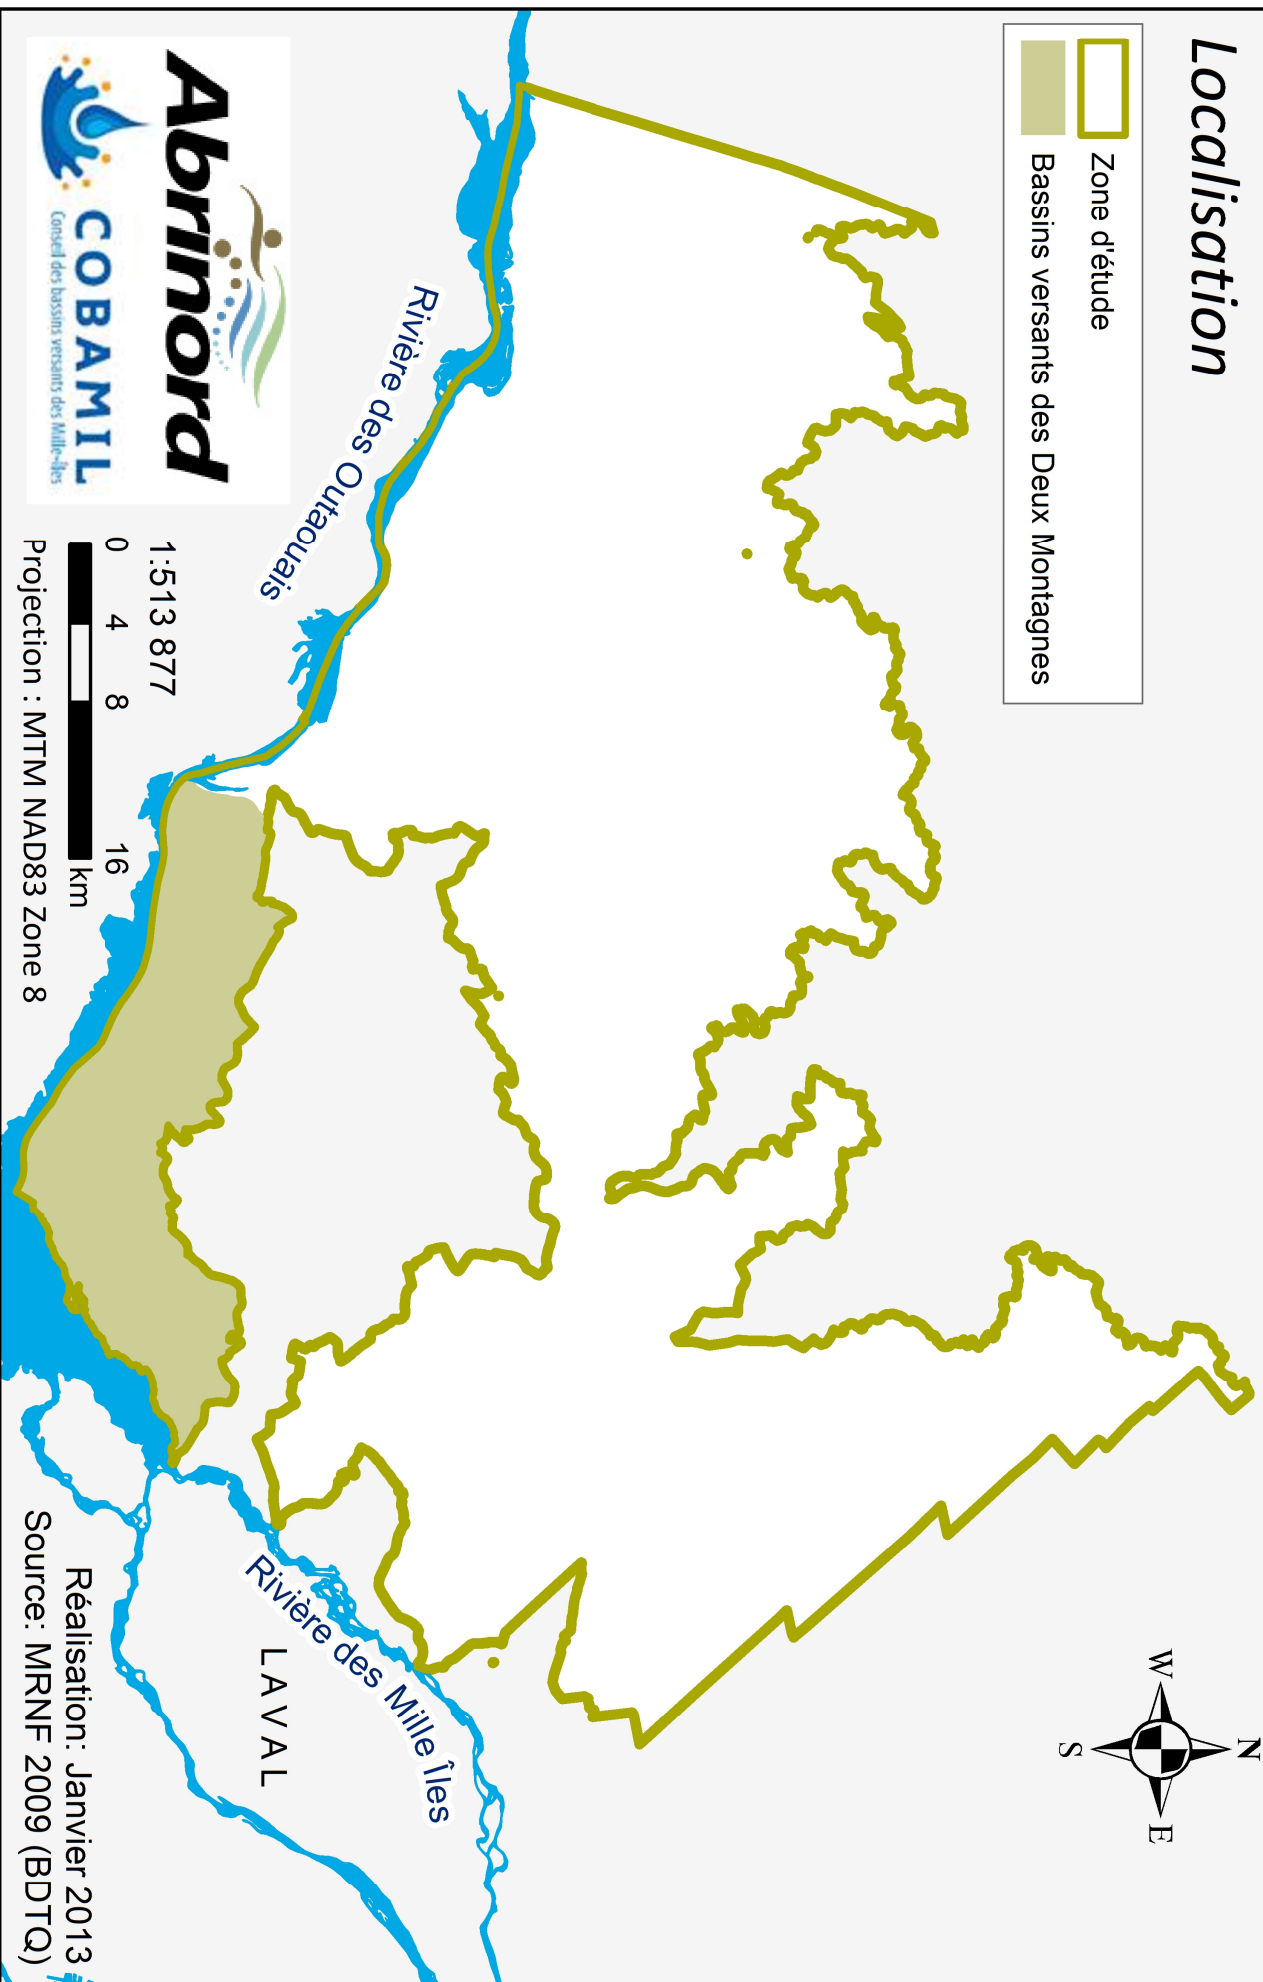 Localisation
Zone d'étude
Bassins versants des Deux Montagnes
N
W
E
S
Rivière des Outaouais
Rivière des Mille Îles
LAVAL
Abrinord
COBAMIL
Conseil des bassins versants des Mille-Îles
1:513 877
0 4 8 16
km
Projection : MTM NAD83 Zone 8
Réalisation: Janvier 2013
Source: MRNF 2009 (BDTQ)